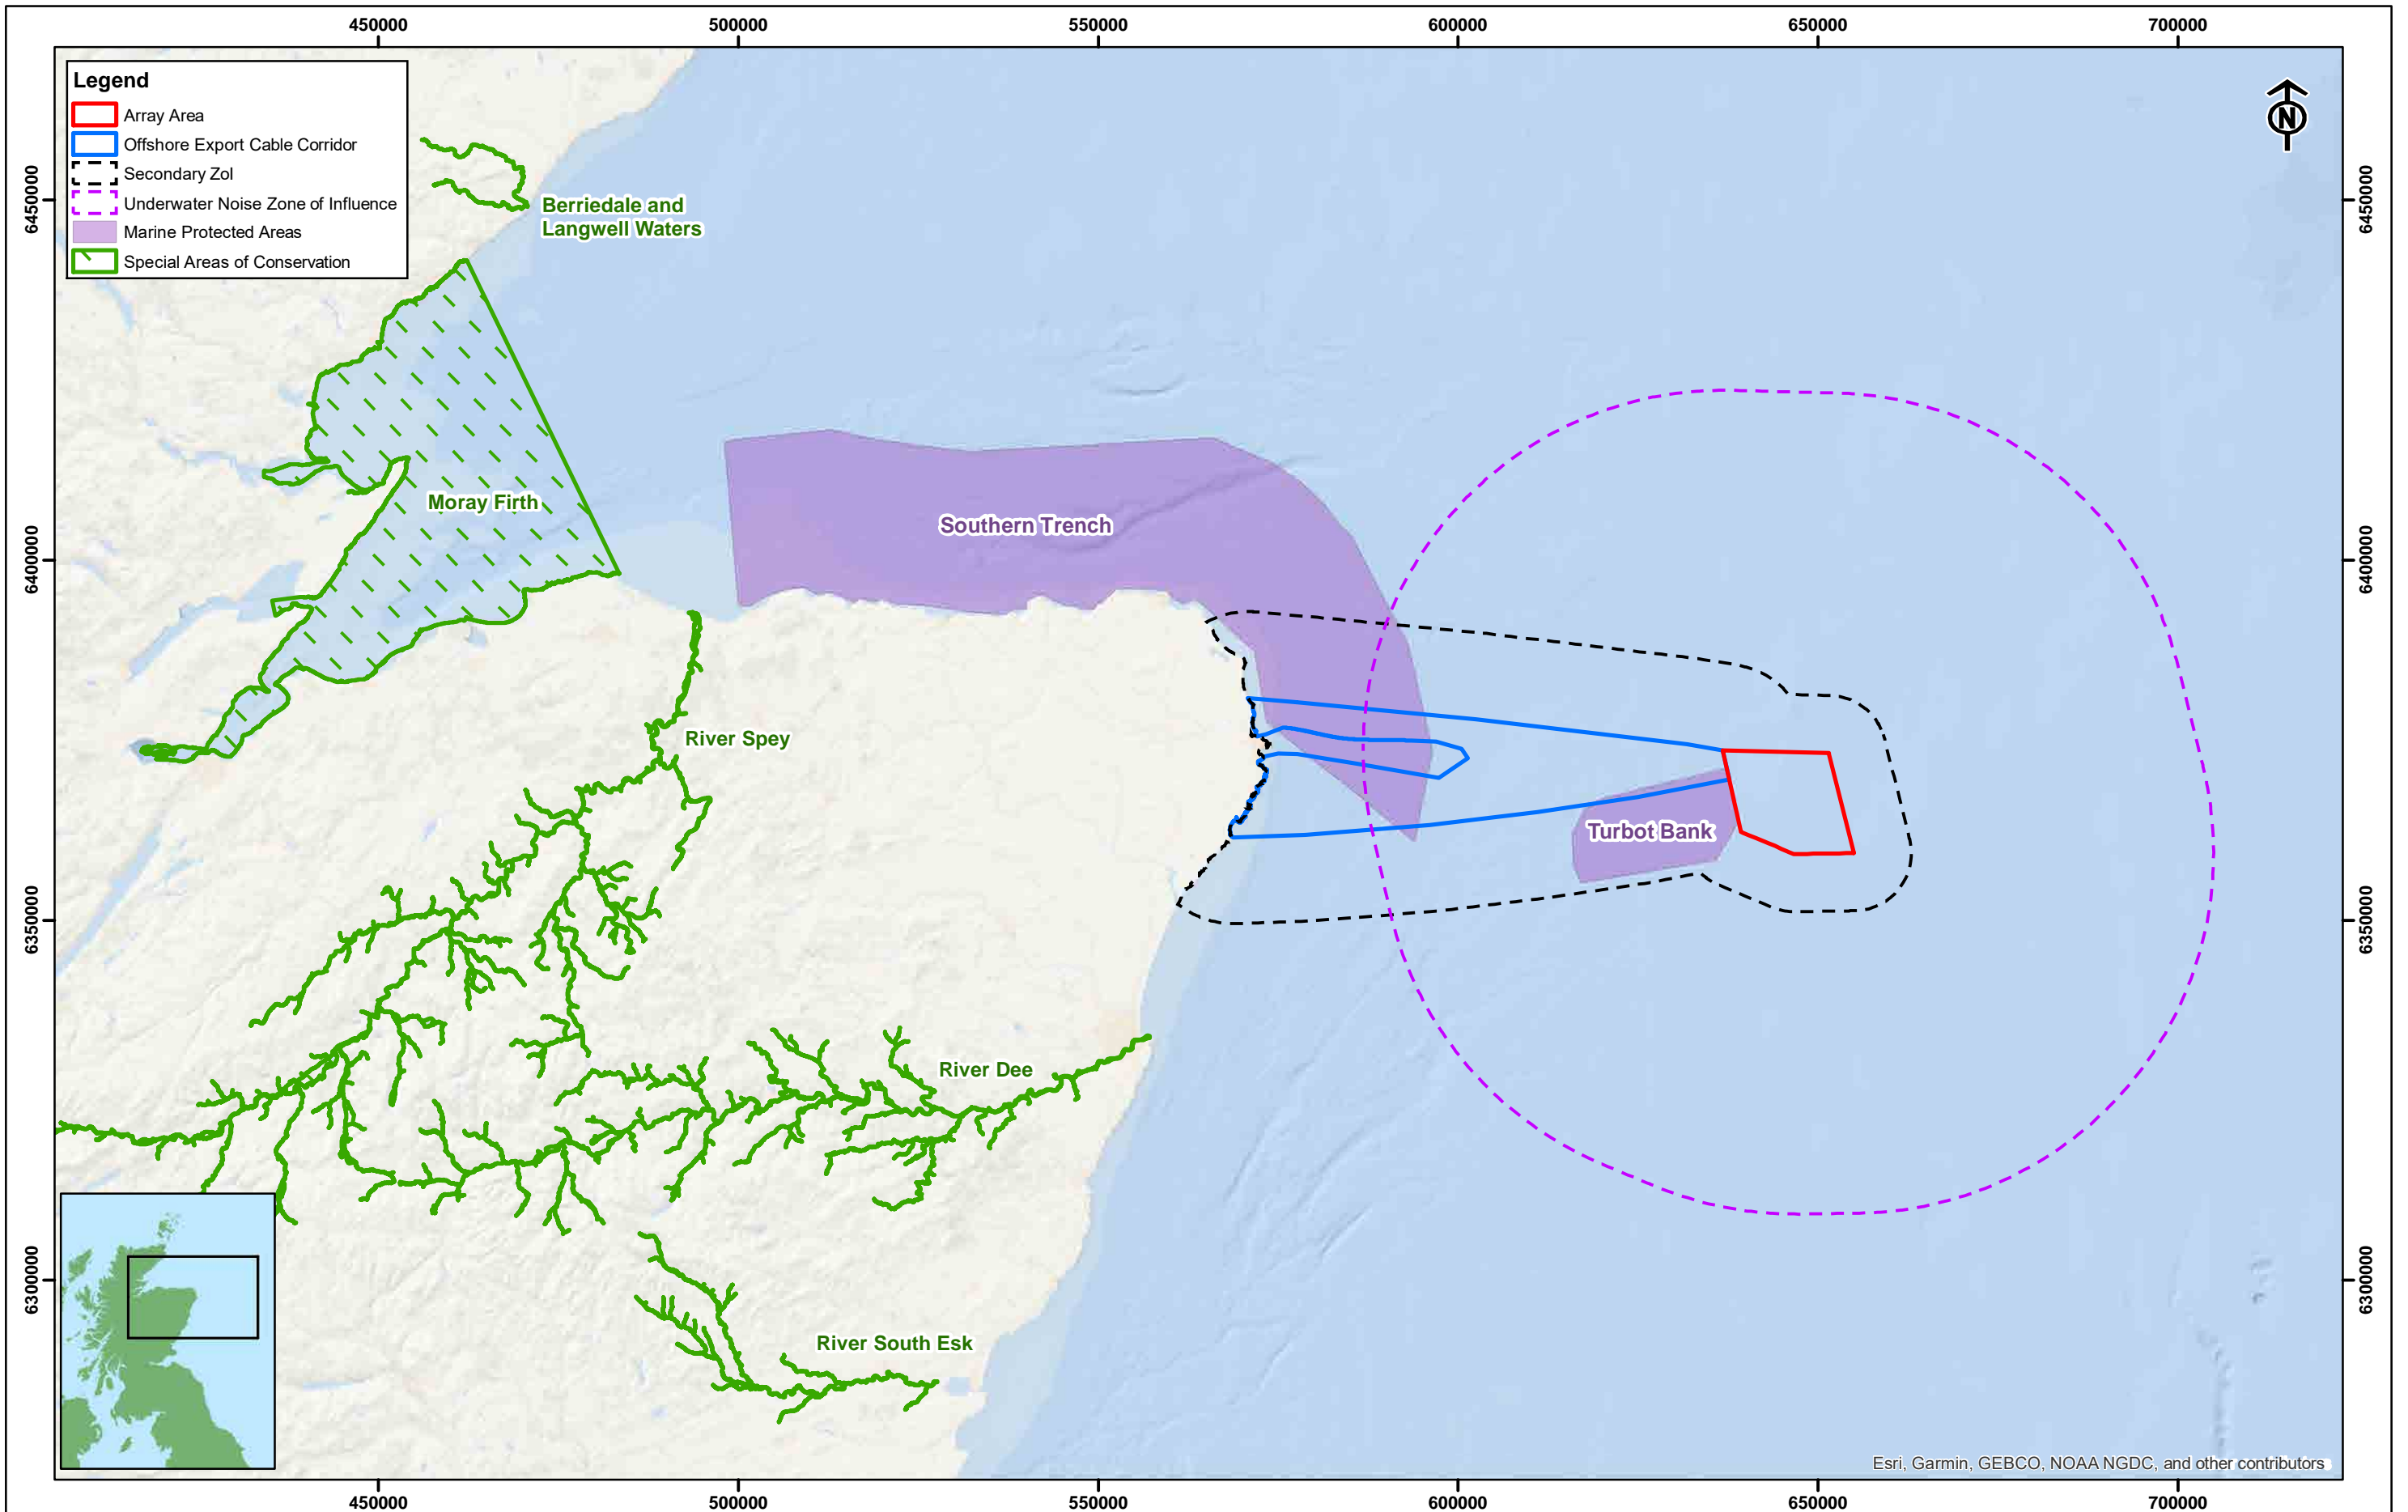 450000
500000
550000
600000
650000
700000
Legend
Array Area
Offshore Export Cable Corridor
Secondary ZoI
Underwater Noise Zone of Influence
Marine Protected Areas
Special Areas of Conservation
N
6450000
6450000
Berriedale and
Langwell Waters
Moray Firth
Southern Trench
6400000
6400000
River Spey
Turbot Bank
6350000
6350000
River Dee
6300000
6300000
River South Esk
Esri, Garmin, GEBCO, NOAA NGDC, and other contributors
450000
500000
550000
600000
650000
700000